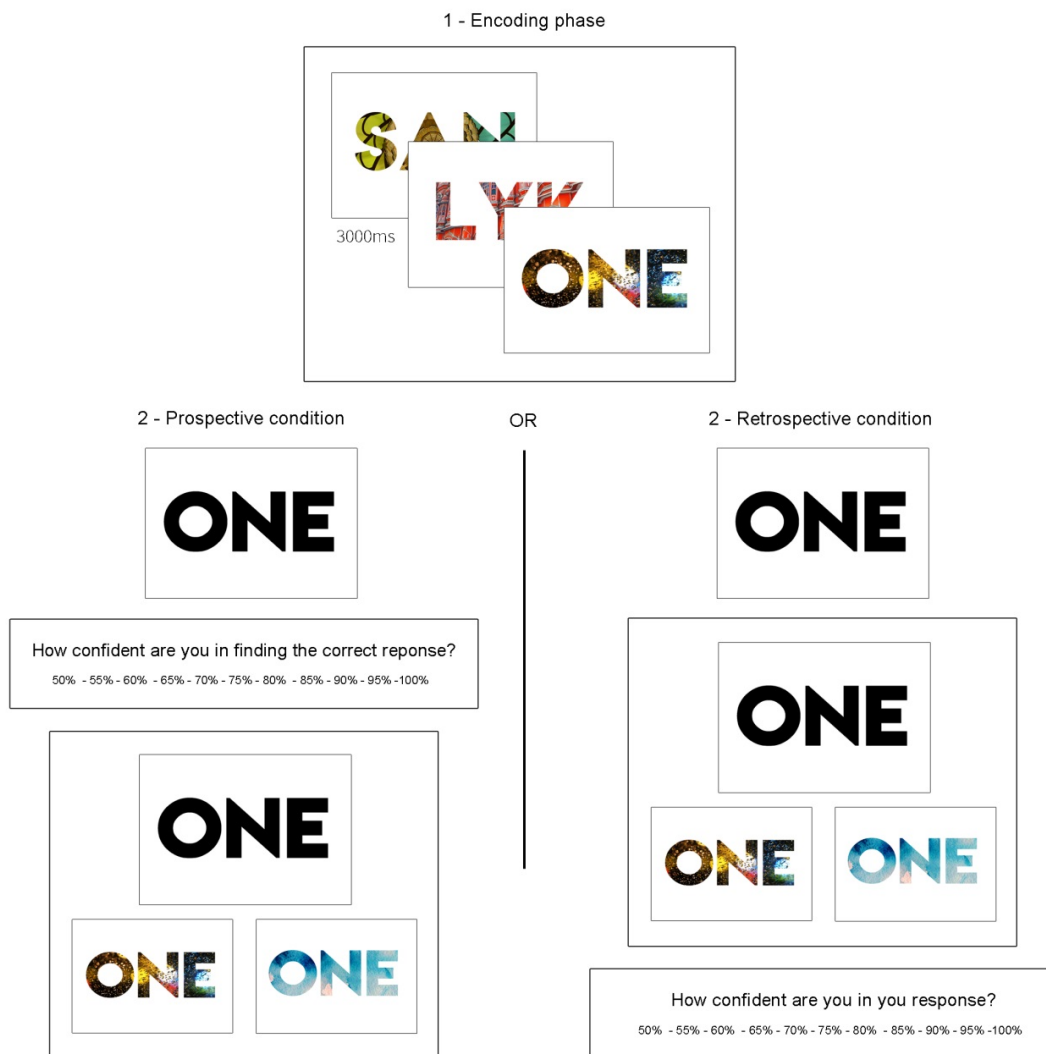 1 - Encoding phase
SAN
3000ms
LYK
ONE
2 - Prospective condition
OR
2 - Retrospective condition
ONE
How confident are you in finding the correct reponse?
50% - 55% - 60% - 65% - 70% - 75% - 80% - 85% - 90% - 95% -100%
ONE
ONE
ONE
ONE
ONE
ONE
ONE
How confident are you in you response?
50% - 55% - 60% - 65% - 70% - 75% - 80% - 85% - 90% - 95% -100%